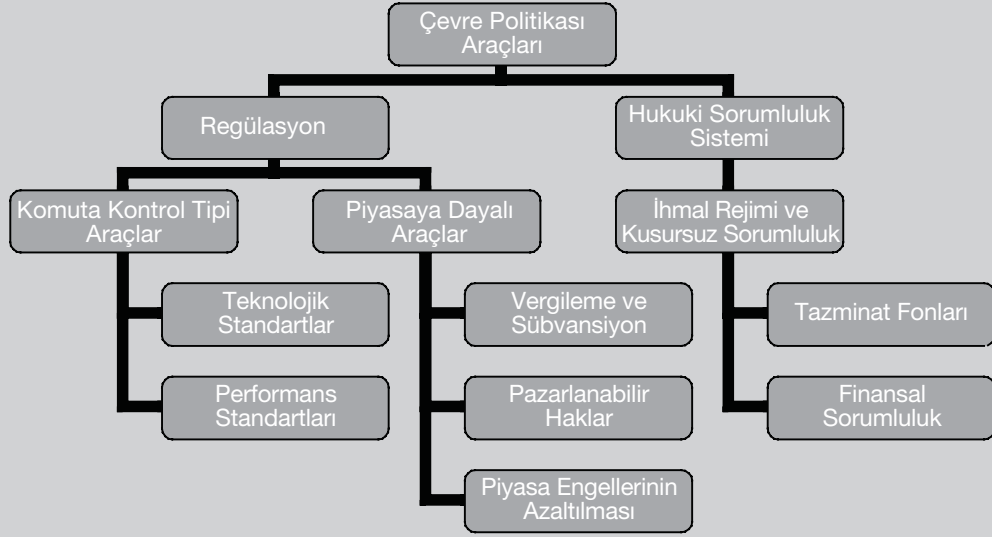 Çevre Politikası
Araçları
Regülasyon
Hukuki Sorumluluk
Sistemi
Komuta Kontrol Tipi
Araçlar
Piyasaya Dayalı
Araçlar
İhmal Rejimi ve
Kusursuz Sorumluluk
Teknolojik
Standartlar
Vergileme ve
Sübvansiyon
Tazminat Fonları
Performans
Standartları
Pazarlanabilir
Haklar
Finansal
Sorumluluk
Piyasa Engellerinin
Azaltılması